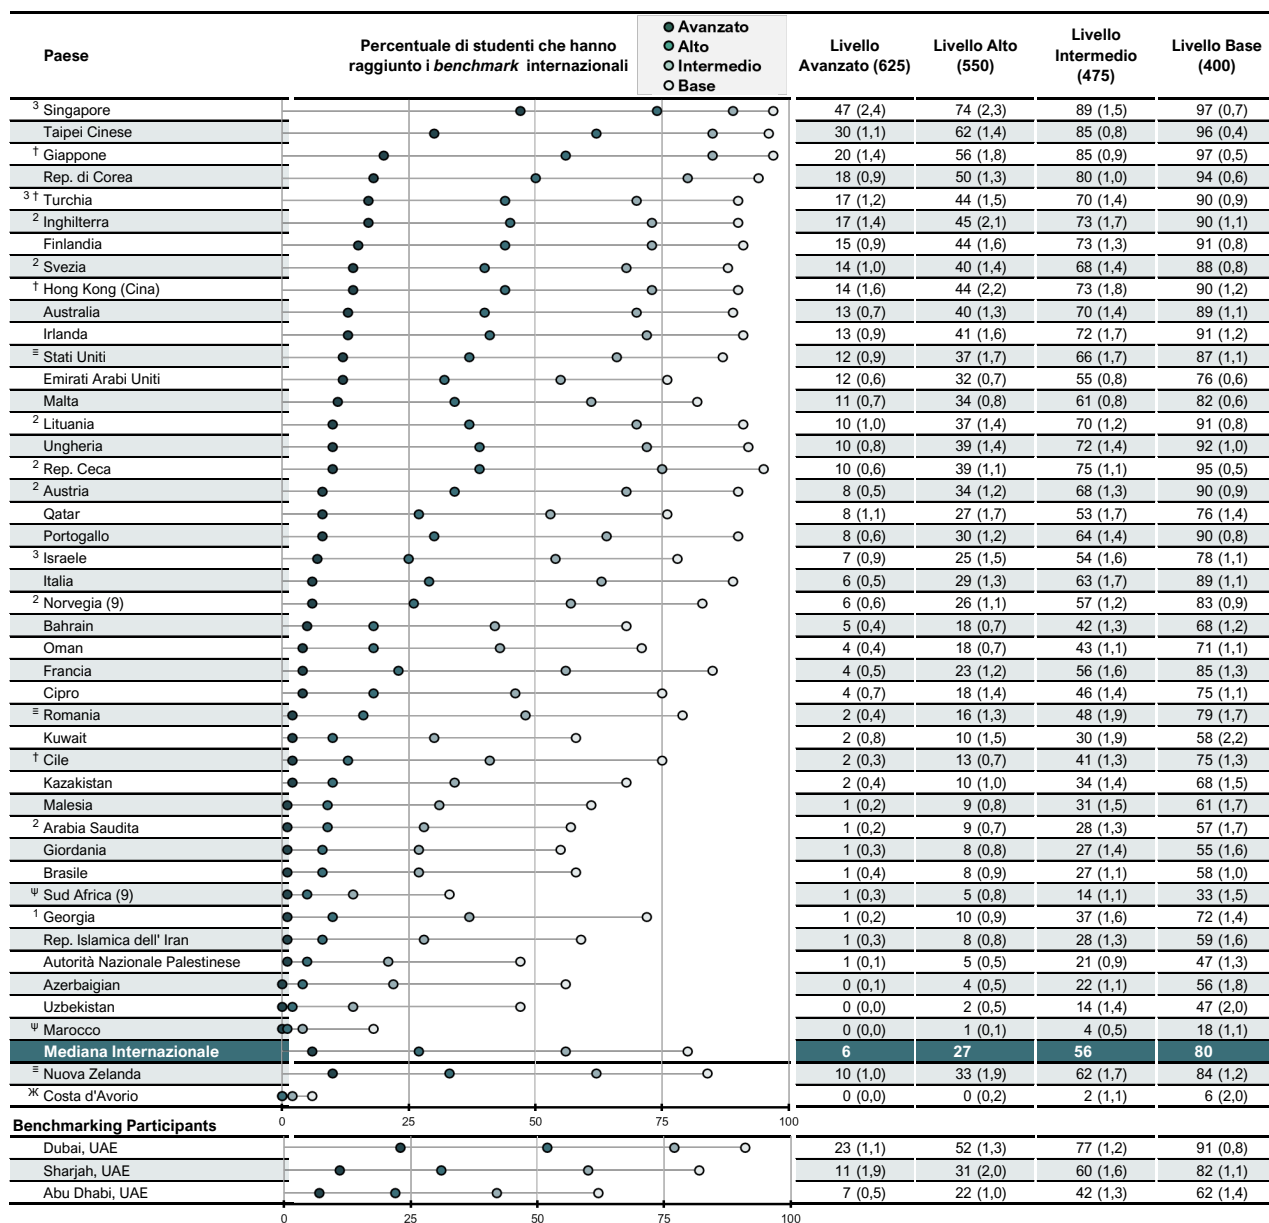 Paese
Percentuale di studenti che hanno raggiunto i benchmark internazionali
Avanzato
Alto
Intermedio
Base
Livello Avanzato (625)
Livello Alto (550)
Livello Intermedio (475)
Livello Base (400)
3 Singapore 47 (2,4) 74 (2,3) 89 (1,5) 97 (0,7)
Taipei Cinese 30 (1,1) 62 (1,4) 85 (0,8) 96 (0,4)
† Giappone 20 (1,4) 56 (1,8) 85 (0,9) 97 (0,5)
Rep. di Corea 18 (0,9) 50 (1,3) 80 (1,0) 94 (0,6)
3 † Turchia 17 (1,2) 44 (1,5) 70 (1,4) 90 (0,9)
2 Inghilterra 17 (1,4) 45 (2,1) 73 (1,7) 90 (1,1)
Finlandia 15 (0,9) 44 (1,6) 73 (1,3) 91 (0,8)
2 Svezia 14 (1,0) 40 (1,4) 68 (1,4) 88 (0,8)
† Hong Kong (Cina) 14 (1,6) 44 (2,2) 73 (1,8) 90 (1,2)
Australia 13 (0,7) 40 (1,3) 70 (1,4) 89 (1,1)
Irlanda 13 (0,9) 41 (1,6) 72 (1,7) 91 (1,2)
≡ Stati Uniti 12 (0,9) 37 (1,7) 66 (1,7) 87 (1,1)
Emirati Arabi Uniti 12 (0,6) 32 (0,7) 55 (0,8) 76 (0,6)
Malta 11 (0,7) 34 (0,8) 61 (0,8) 82 (0,6)
2 Lituania 10 (1,0) 37 (1,4) 70 (1,2) 91 (0,8)
Ungheria 10 (0,8) 39 (1,4) 72 (1,4) 92 (1,0)
2 Rep. Ceca 10 (0,6) 39 (1,1) 75 (1,1) 95 (0,5)
2 Austria 8 (0,5) 34 (1,2) 68 (1,3) 90 (0,9)
Qatar 8 (1,1) 27 (1,7) 53 (1,7) 76 (1,4)
Portogallo 8 (0,6) 30 (1,2) 64 (1,4) 90 (0,8)
3 Israele 7 (0,9) 25 (1,5) 54 (1,6) 78 (1,1)
Italia 6 (0,5) 29 (1,3) 63 (1,7) 89 (1,1)
2 Norvegia (9) 6 (0,6) 26 (1,1) 57 (1,2) 83 (0,9)
Bahrain 5 (0,4) 18 (0,7) 42 (1,3) 68 (1,2)
Oman 4 (0,4) 18 (0,7) 43 (1,1) 71 (1,1)
Francia 4 (0,5) 23 (1,2) 56 (1,6) 85 (1,3)
Cipro 4 (0,7) 18 (1,4) 46 (1,4) 75 (1,1)
≡ Romania 2 (0,4) 16 (1,3) 48 (1,9) 79 (1,7)
Kuwait 2 (0,8) 10 (1,5) 30 (1,9) 58 (2,2)
† Cile 2 (0,3) 13 (0,7) 41 (1,3) 75 (1,3)
Kazakistan 2 (0,4) 10 (1,0) 34 (1,4) 68 (1,5)
Malesia 1 (0,2) 9 (0,8) 31 (1,5) 61 (1,7)
2 Arabia Saudita 1 (0,2) 9 (0,7) 28 (1,3) 57 (1,7)
Giordania 1 (0,3) 8 (0,8) 27 (1,4) 55 (1,6)
Brasile 1 (0,4) 8 (0,9) 27 (1,1) 58 (1,0)
ψ Sud Africa (9) 1 (0,3) 5 (0,8) 14 (1,1) 33 (1,5)
1 Georgia 1 (0,2) 10 (0,9) 37 (1,6) 72 (1,4)
Rep. Islamica dell' Iran 1 (0,3) 8 (0,8) 28 (1,3) 59 (1,6)
Autorità Nazionale Palestinese 1 (0,1) 5 (0,5) 21 (0,9) 47 (1,3)
Azerbaigian 0 (0,1) 4 (0,5) 22 (1,1) 56 (1,8)
Uzbekistan 0 (0,0) 2 (0,5) 14 (1,4) 47 (2,0)
ψ Marocco 0 (0,0) 1 (0,1) 4 (0,5) 18 (1,1)
Mediana Internazionale 6 27 56 80
≡ Nuova Zelanda 10 (1,0) 33 (1,9) 62 (1,7) 84 (1,2)
Ж Costa d'Avorio 0 (0,0) 0 (0,2) 2 (1,1) 6 (2,0)
0 25 50 75 100
Benchmarking Participants
Dubai, UAE 23 (1,1) 52 (1,3) 77 (1,2) 91 (0,8)
Sharjah, UAE 11 (1,9) 31 (2,0) 60 (1,6) 82 (1,1)
Abu Dhabi, UAE 7 (0,5) 22 (1,0) 42 (1,3) 62 (1,4)
0 25 50 75 100